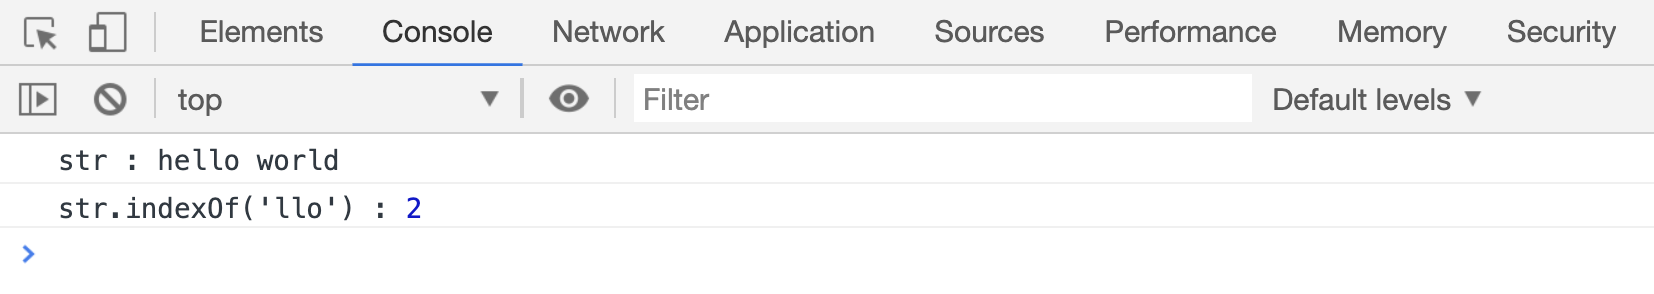 Elements Console Network Application Sources Performance Memory Security
top Filter Default levels
str : hello world
str.indexOf('llo') : 2